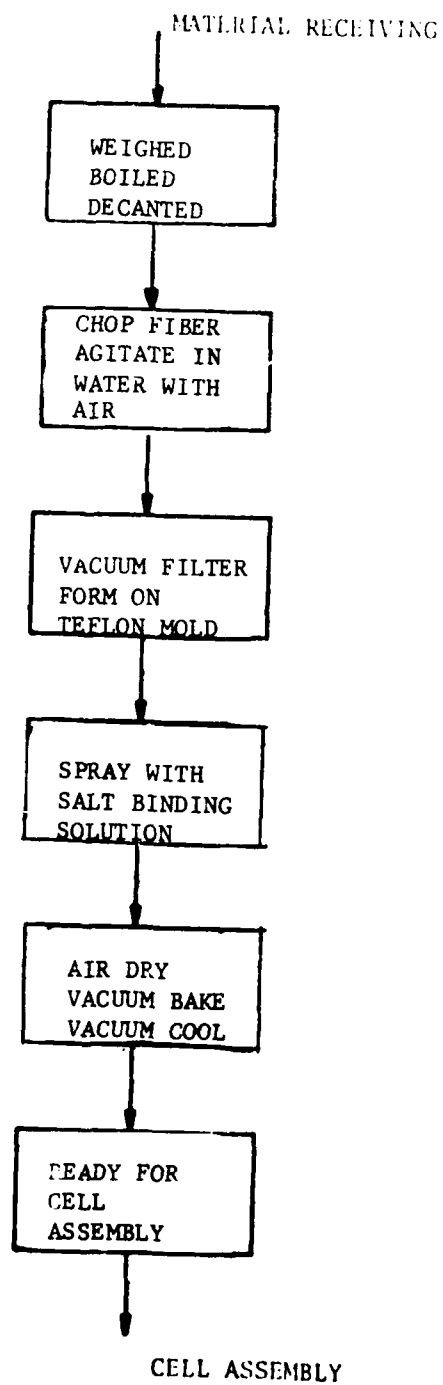 MATERIAL RECEIVING
WEIGHED
BOILED
DECANTED
CHOP FIBER
AGITATE IN
WATER WITH
AIR
VACUUM FILTER
FORM ON
TEFLON MOLD
SPRAY WITH
SALT BINDING
SOLUTION
AIR DRY
VACUUM BAKE
VACUUM COOL
READY FOR
CELL
ASSEMBLY
CELL ASSEMBLY